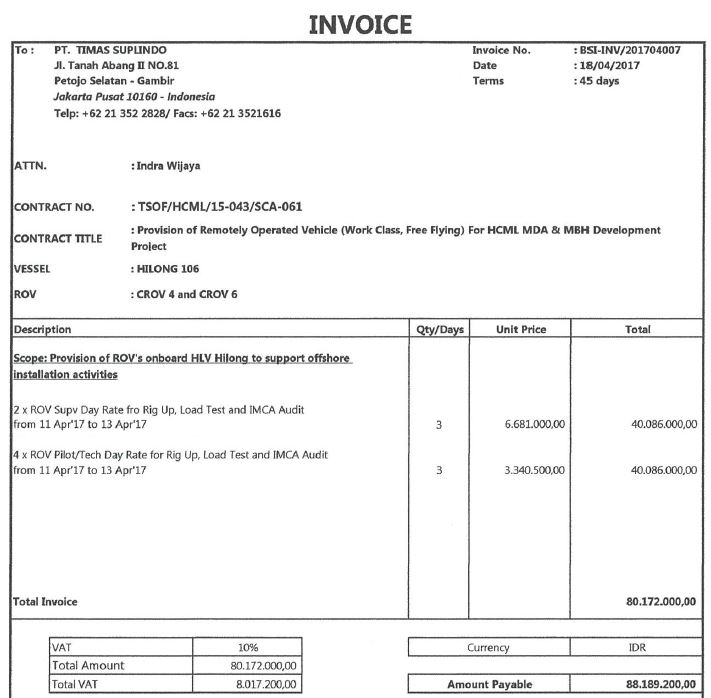 INVOICE
To : PT. TIMAS SUPLINDO Invoice No. : BSI-INV/201704007
Jl. Tanah Abang II NO.81 Date : 18/04/2017
Petojo Selatan - Gambir Terms : 45 days
Jakarta Pusat 10160 - Indonesia
Telp: +62 21 352 2828/ Facs: +62 21 3521616
ATTN. : Indra Wijaya
CONTRACT NO. : TSOF/HCML/15-043/SCA-061
CONTRACT TITLE : Provision of Remotely Operated Vehicle (Work Class, Free Flying) For HCML MDA & MBH Development
Project
VESSEL : HILONG 106
ROV : CROV 4 and CROV 6
Description Qty/Days Unit Price Total
Scope: Provision of ROV's onboard HLV Hilong to support offshore
installation activities
2 x ROV Supv Day Rate fro Rig Up, Load Test and IMCA Audit
from 11 Apr'17 to 13 Apr'17 3 6.681.000,00 40.086.000,00
4 x ROV Pilot/Tech Day Rate for Rig Up, Load Test and IMCA Audit
from 11 Apr'17 to 13 Apr'17 3 3.340.500,00 40.086.000,00
Total Invoice 80.172.000,00
VAT 10% Currency IDR
Total Amount 80.172.000,00
Total VAT 8.017.200,00 Amount Payable 88.189.200,00